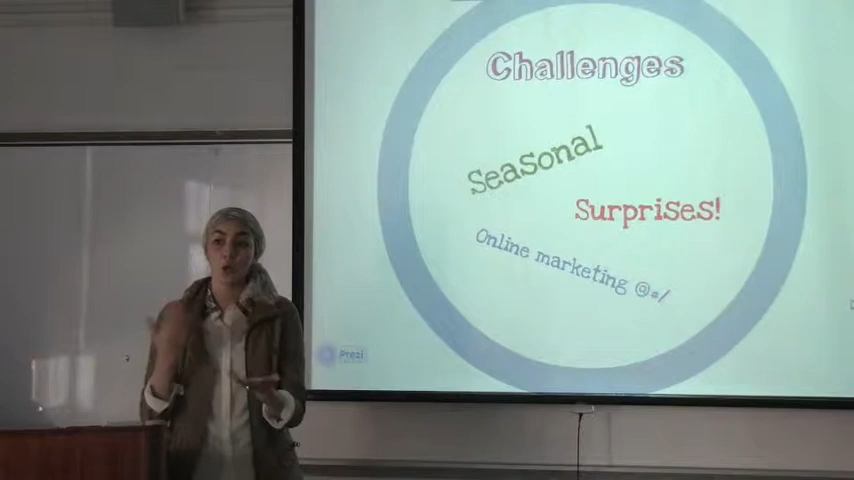 Challenges
Seasonal
Surprises!
Online marketing @./
Prezi